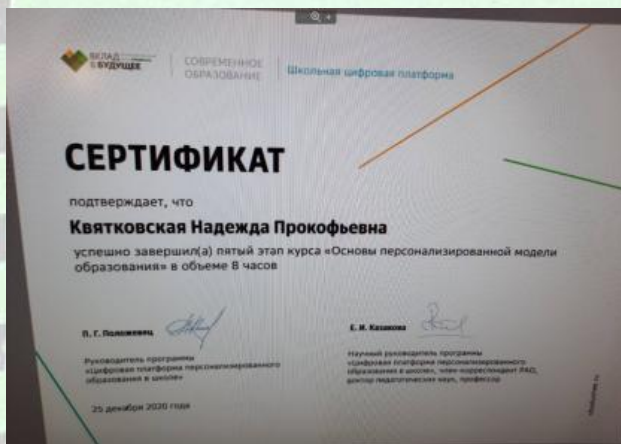 ВКЛАД
В БУДУЩЕЕ
СОВРЕМЕННОЕ
ОБРАЗОВАНИЕ
Школьная цифровая платформа
СЕРТИФИКАТ
подтверждает, что
Квятковская Надежда Прокофьевна
успешно завершил(а) пятый этап курса «Основы персонализированной модели
образования» в объеме 8 часов
П. Г. Положевец
Е. И. Казакова
Руководитель программы
«Цифровая платформа персонализированного
образования в школе»
Научный руководитель программы
«Цифровая платформа персонализированного
образования в школе», член-корреспондент РАО,
доктор педагогических наук, профессор
25 декабря 2020 года